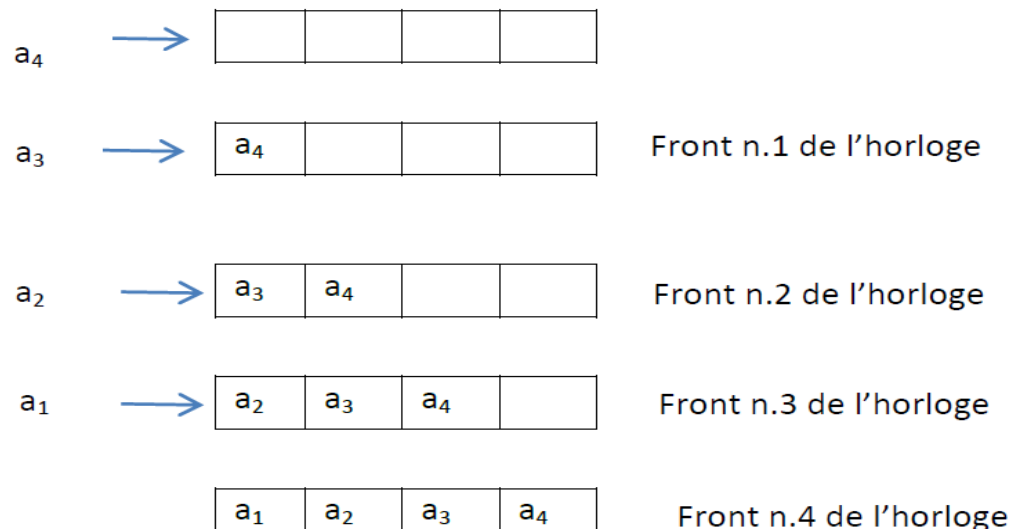 a₄
a₃ a₄ Front n.1 de l’horloge
a₂ a₃ a₄ Front n.2 de l’horloge
a₁ a₂ a₃ a₄ Front n.3 de l’horloge
a₁ a₂ a₃ a₄ Front n.4 de l’horloge